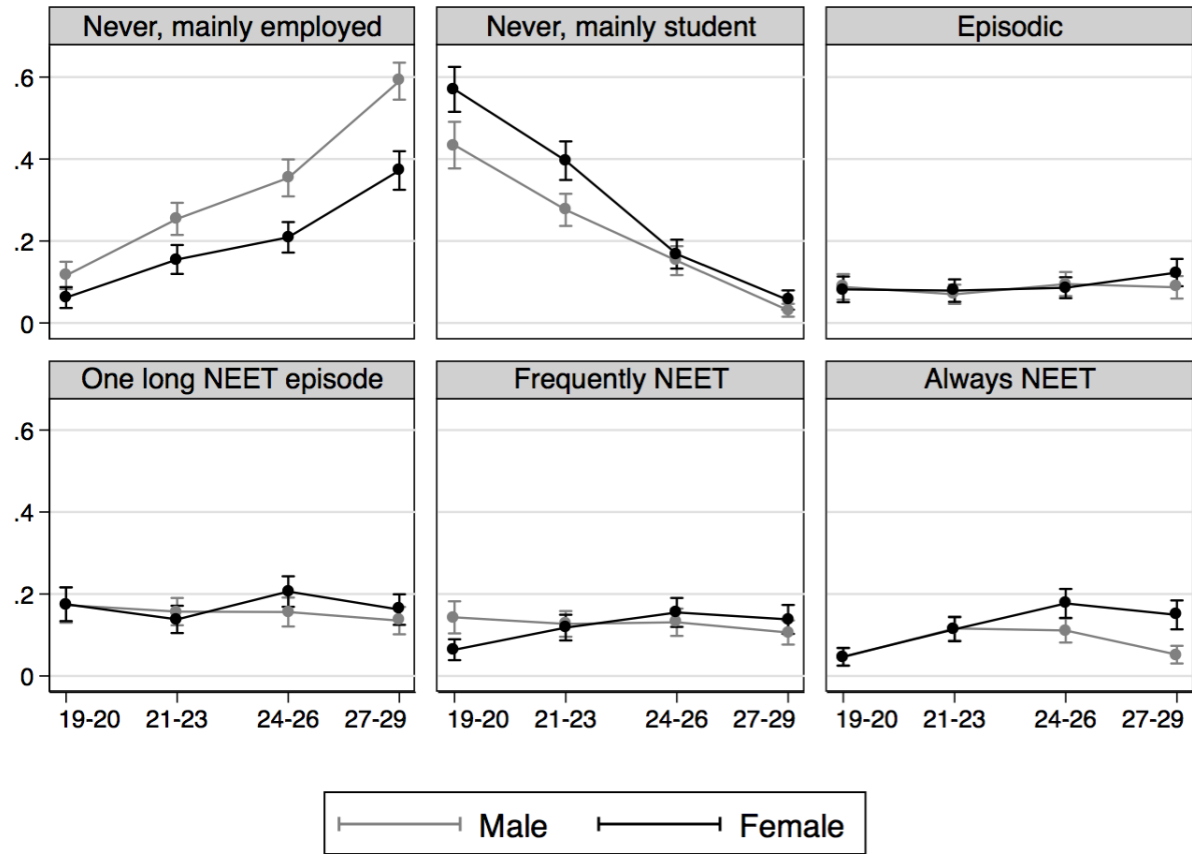 Never, mainly employed Never, mainly student Episodic
.6
.4
.2
0
One long NEET episode Frequently NEET Always NEET
.6
.4
.2
0
19-20 21-23 24-26 27-29 19-20 21-23 24-26 27-29 19-20 21-23 24-26 27-29
Male Female